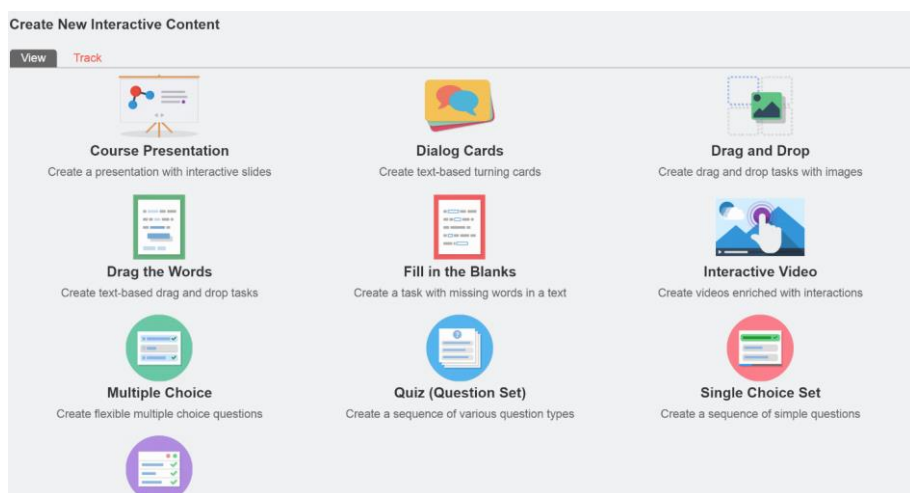 Create New Interactive Content
View Track
Course Presentation
Create a presentation with interactive slides
Dialog Cards
Create text-based turning cards
Drag and Drop
Create drag and drop tasks with images
Drag the Words
Create text-based drag and drop tasks
Fill in the Blanks
Create a task with missing words in a text
Interactive Video
Create videos enriched with interactions
Multiple Choice
Create flexible multiple choice questions
Quiz (Question Set)
Create a sequence of various question types
Single Choice Set
Create a sequence of simple questions